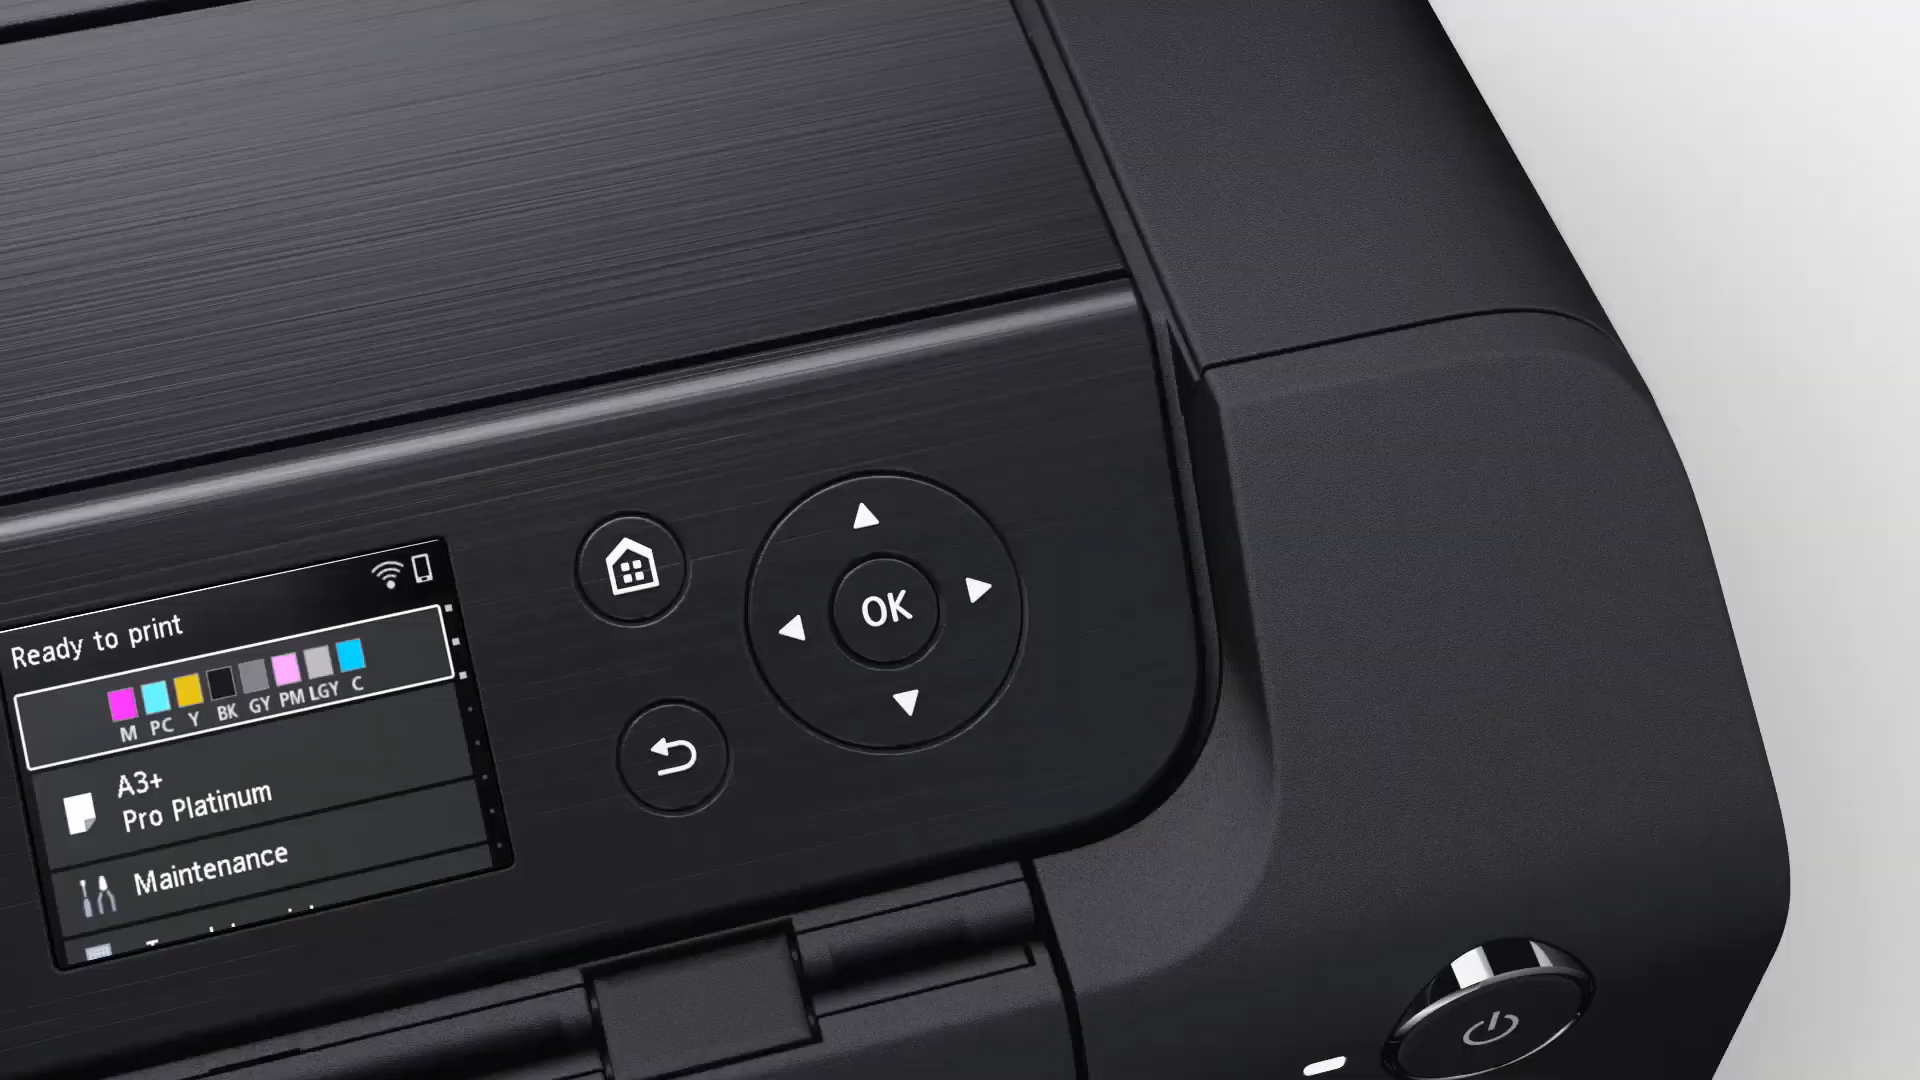 Ready to print
M PC Y BK GY PM LGY C
A3+
Pro Platinum
Maintenance
OK